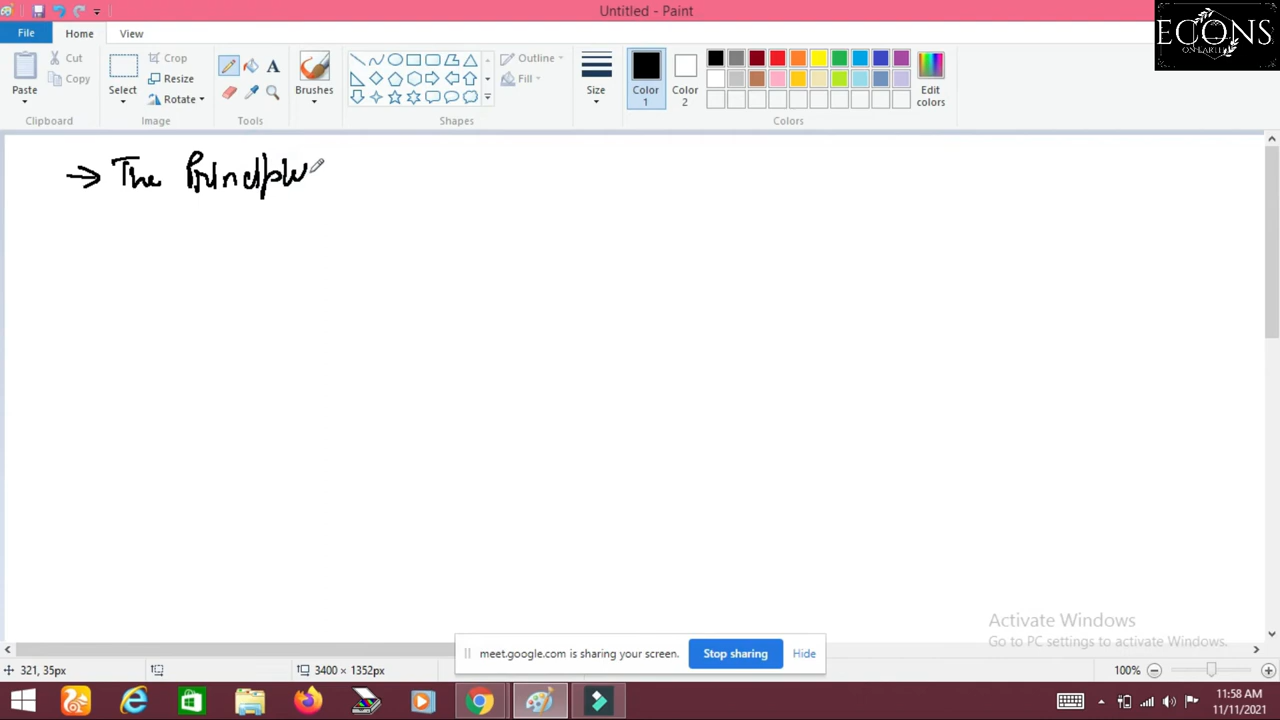 Untitled - Paint
ECONS
ON EARTH
File
Home
View
Cut
Copy
Paste
Crop
Resize
Rotate
Select
Brushes
Outline
Fill
Size
Color 1
Color 2
Edit colors
Clipboard
Image
Tools
Shapes
Colors
→ The Principle
Activate Windows
Go to PC settings to activate Windows.
meet.google.com is sharing your screen.
Stop sharing
Hide
321, 35px
3400 × 1352px
100%
11:58 AM
11/11/2021